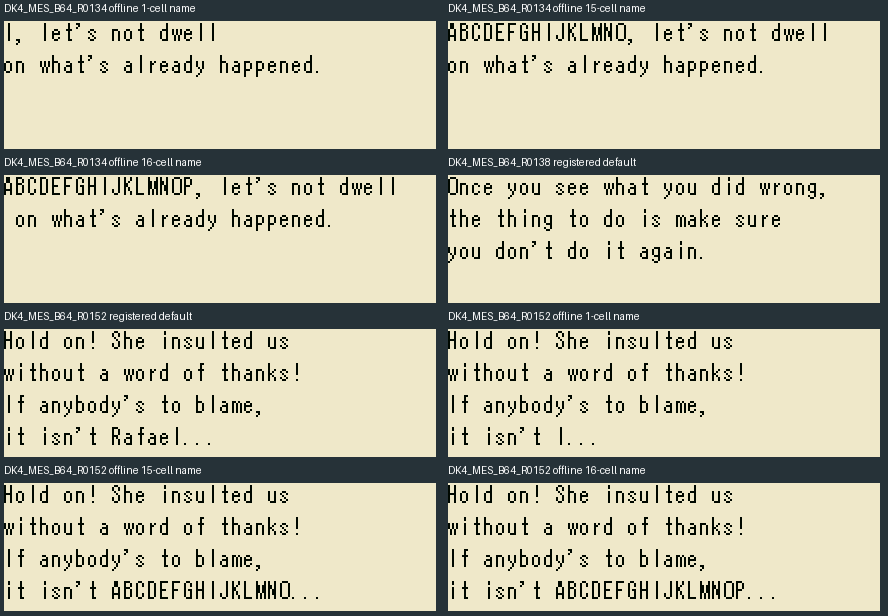 DK4_MES_B64_R0134 offline 1-cell name
I, let's not dwell
on what's already happened.
DK4_MES_B64_R0134 offline 15-cell name
ABCDEFGHIJKLMNO, let's not dwell
on what's already happened.
DK4_MES_B64_R0134 offline 16-cell name
ABCDEFGHIJKLMNOP, let's not dwell
on what's already happened.
DK4_MES_B64_R0138 registered default
Once you see what you did wrong,
the thing to do is make sure
you don't do it again.
DK4_MES_B64_R0152 registered default
Hold on! She insulted us
without a word of thanks!
If anybody's to blame,
it isn't Rafael...
DK4_MES_B64_R0152 offline 1-cell name
Hold on! She insulted us
without a word of thanks!
If anybody's to blame,
it isn't I...
DK4_MES_B64_R0152 offline 15-cell name
Hold on! She insulted us
without a word of thanks!
If anybody's to blame,
it isn't ABCDEFGHIJKLMNO...
DK4_MES_B64_R0152 offline 16-cell name
Hold on! She insulted us
without a word of thanks!
If anybody's to blame,
it isn't ABCDEFGHIJKLMNOP...